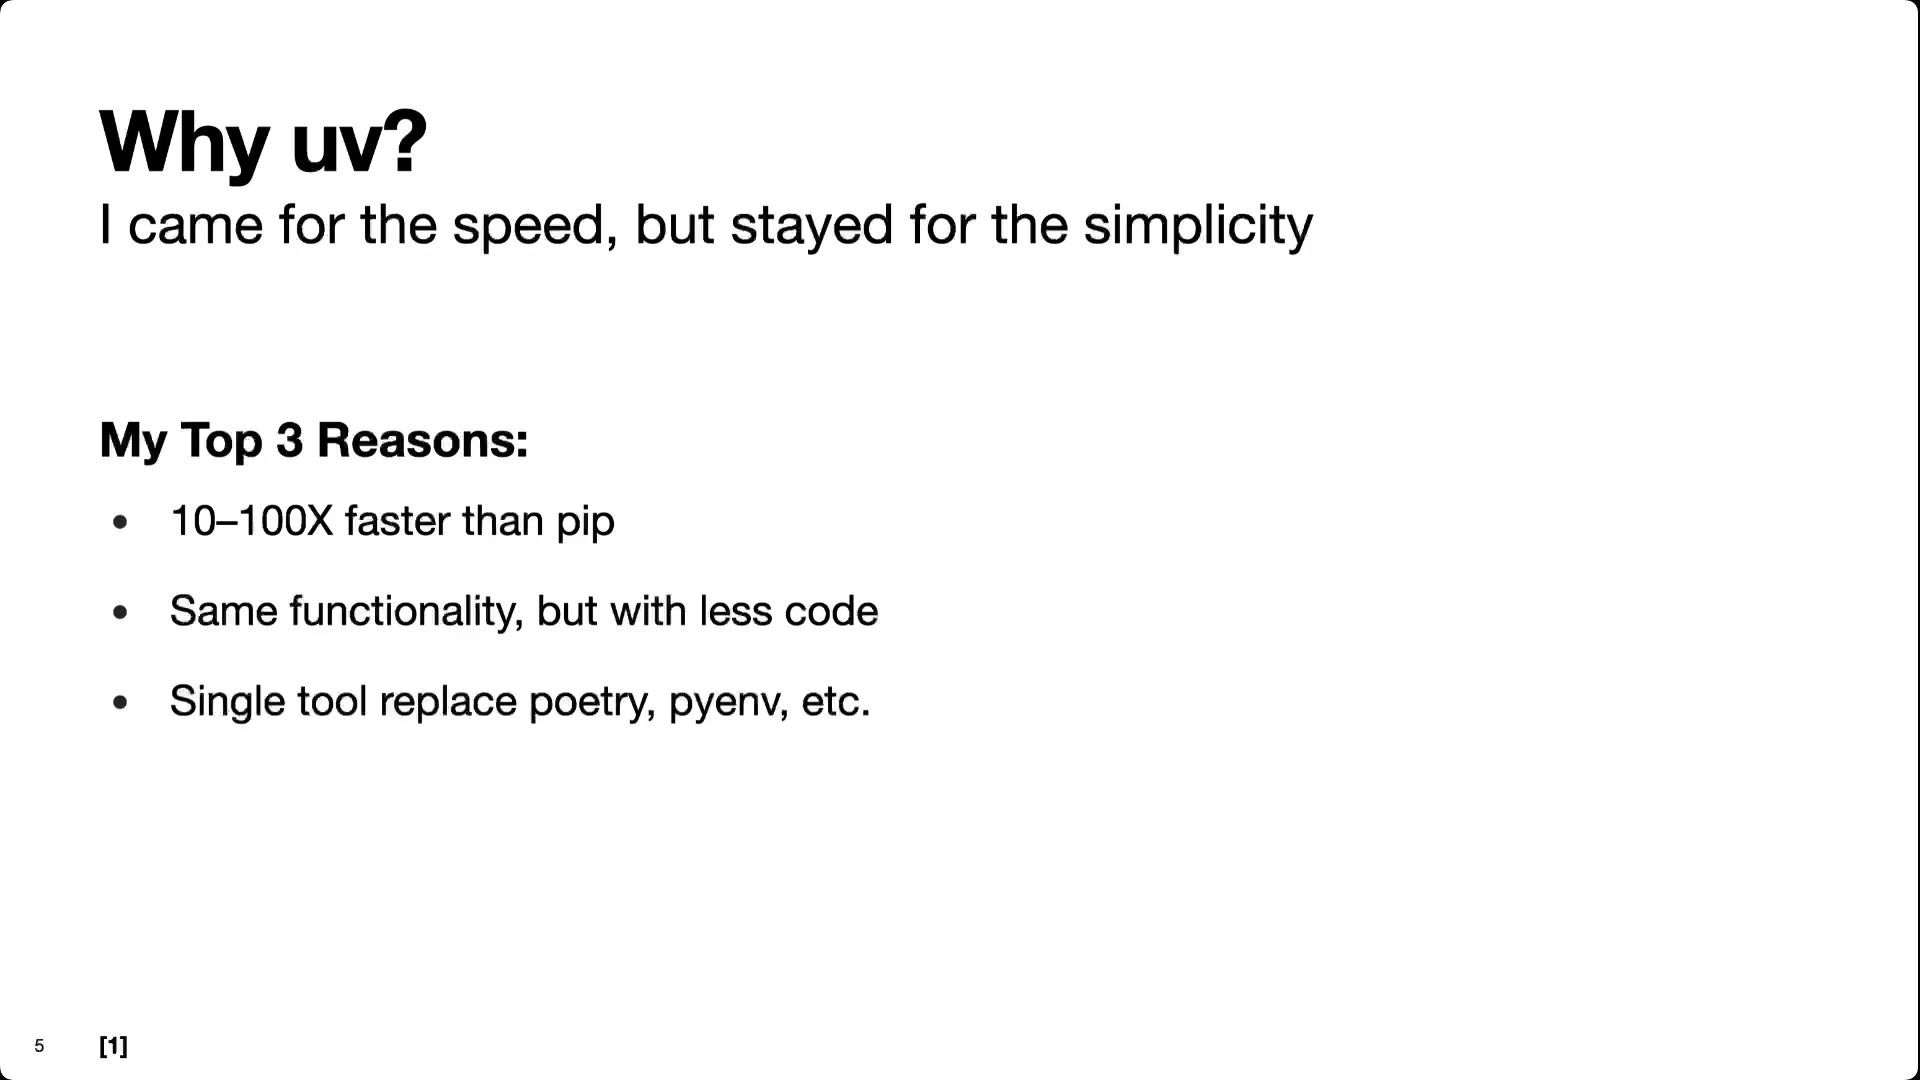 Why uv?
I came for the speed, but stayed for the simplicity
My Top 3 Reasons:
• 10–100X faster than pip
• Same functionality, but with less code
• Single tool replace poetry, pyenv, etc.
5 [1]